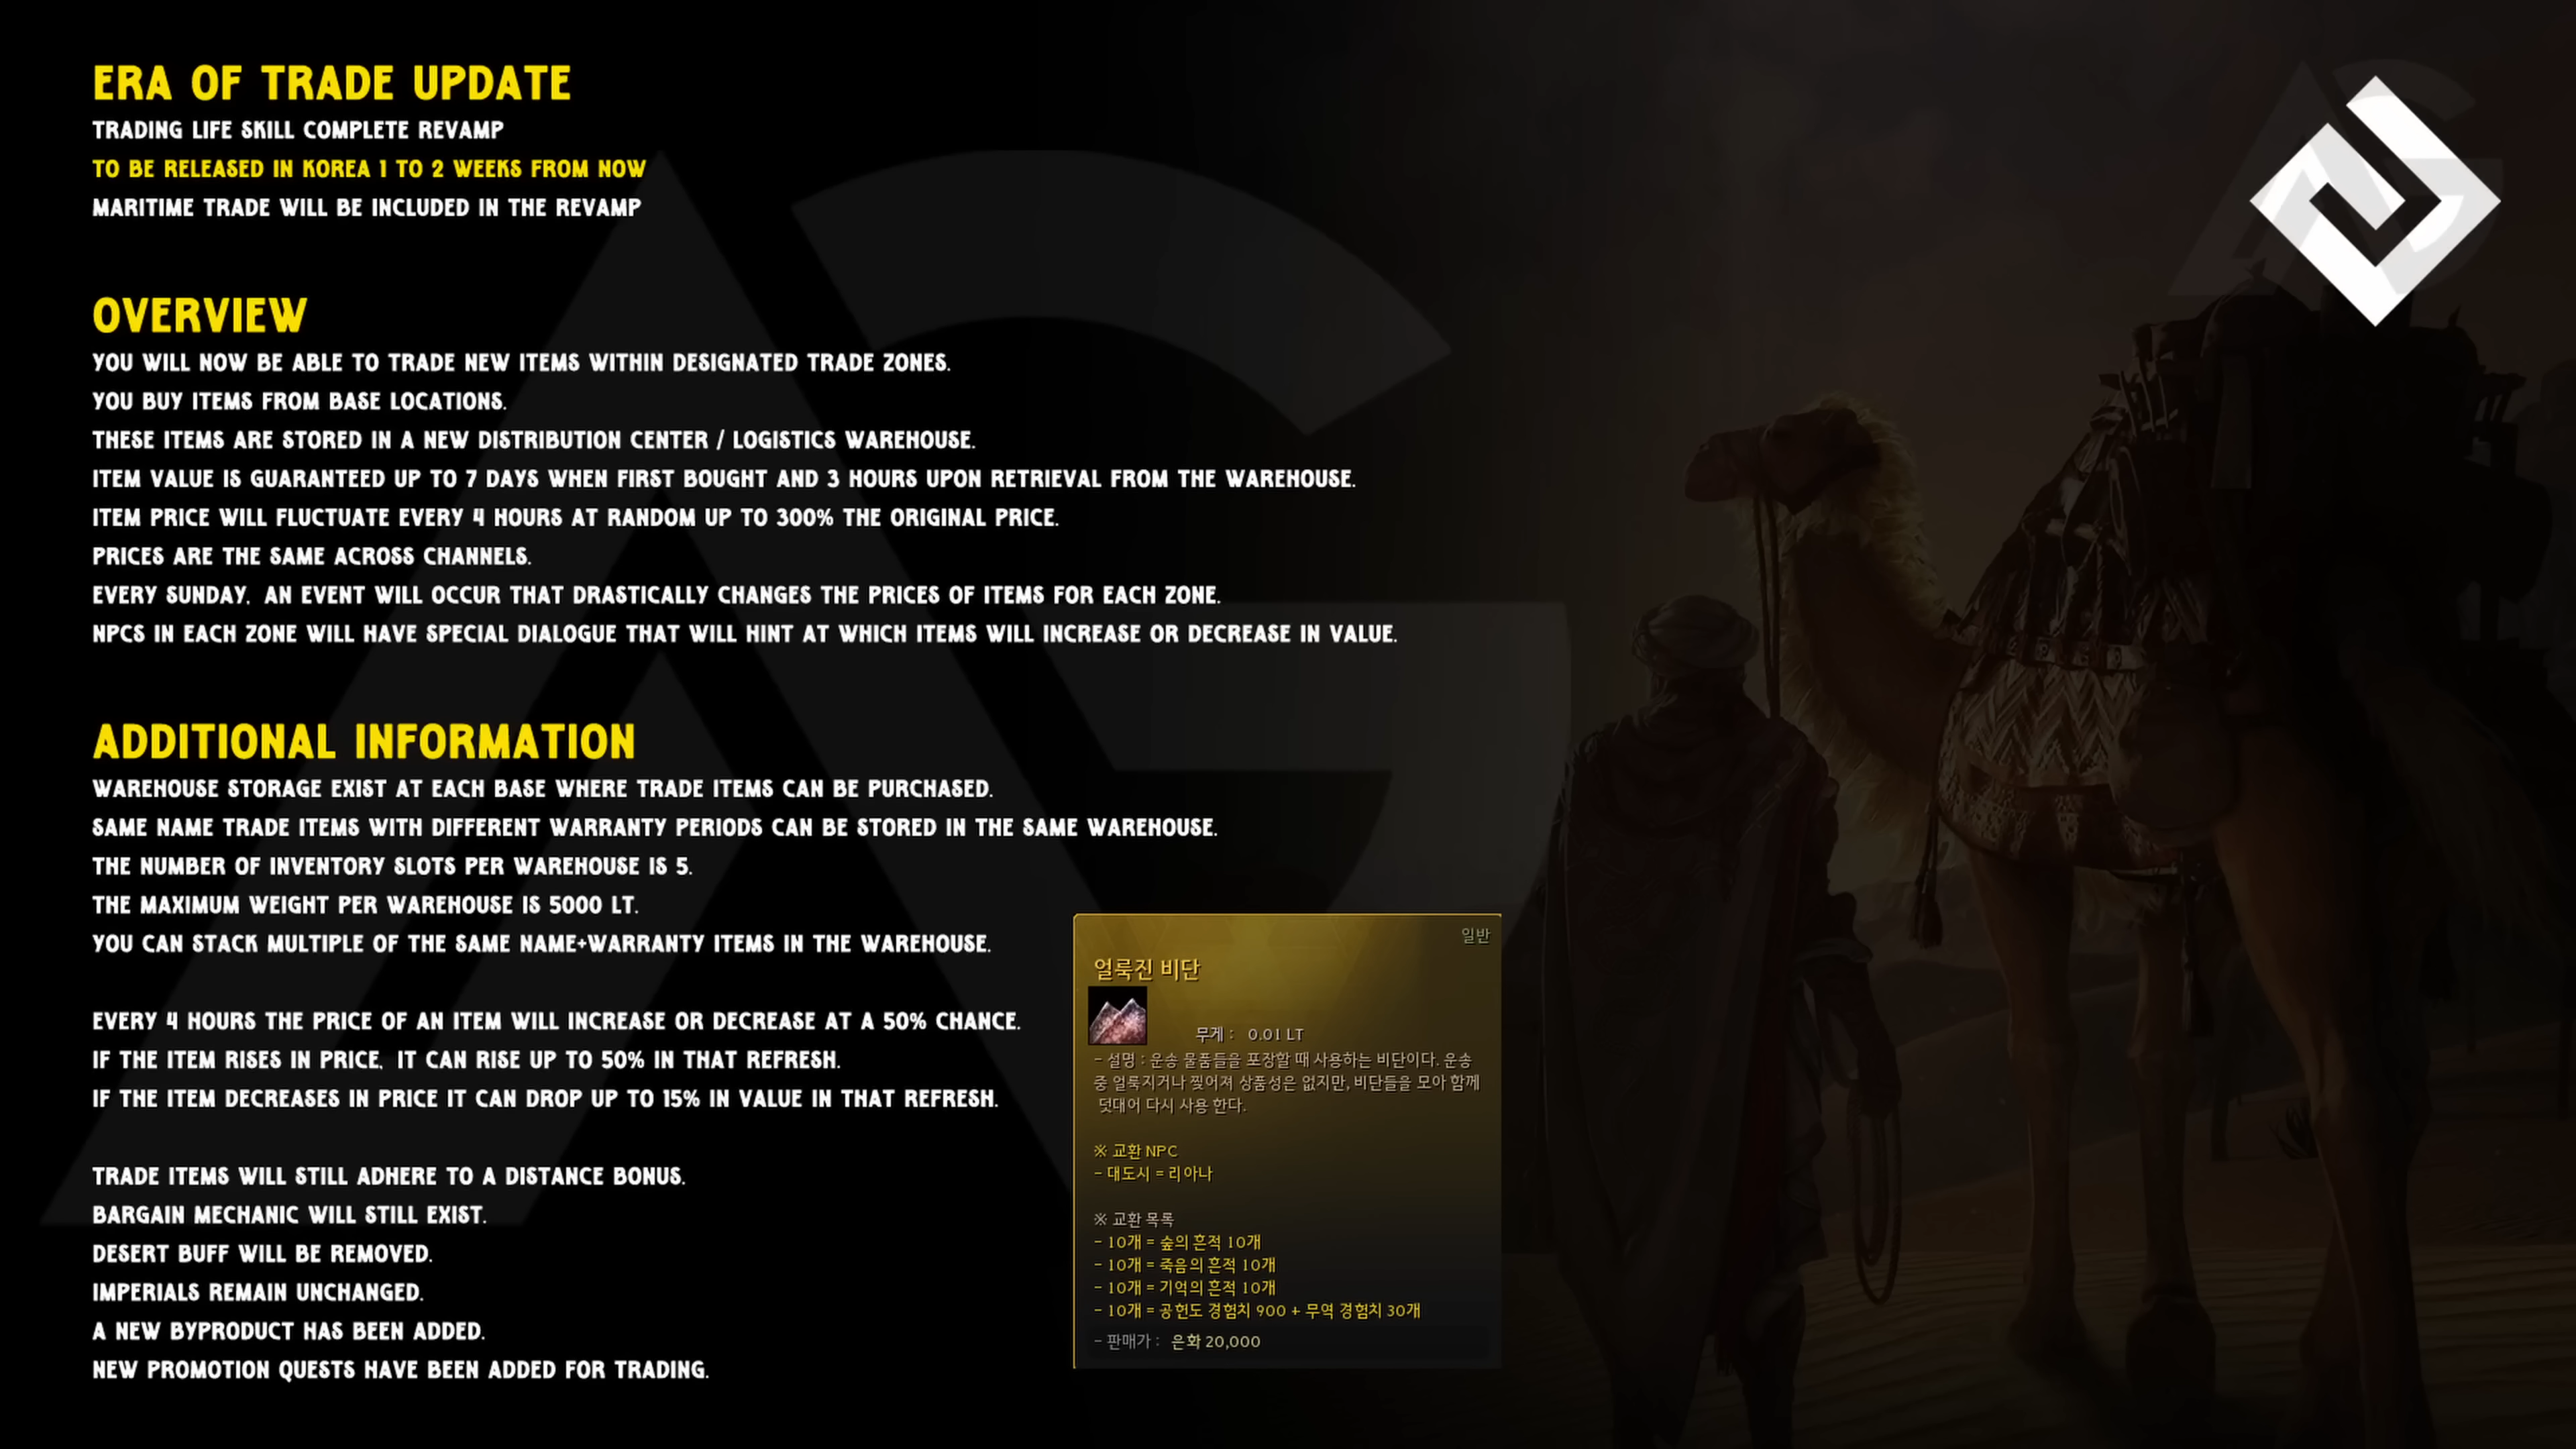 ERA OF TRADE UPDATE
TRADING LIFE SKILL COMPLETE REVAMP
TO BE RELEASED IN KOREA 1 TO 2 WEEKS FROM NOW
MARITIME TRADE WILL BE INCLUDED IN THE REVAMP
OVERVIEW
YOU WILL NOW BE ABLE TO TRADE NEW ITEMS WITHIN DESIGNATED TRADE ZONES.
YOU BUY ITEMS FROM BASE LOCATIONS.
THESE ITEMS ARE STORED IN A NEW DISTRIBUTION CENTER / LOGISTICS WAREHOUSE.
ITEM VALUE IS GUARANTEED UP TO 7 DAYS WHEN FIRST BOUGHT AND 3 HOURS UPON RETRIEVAL FROM THE WAREHOUSE.
ITEM PRICE WILL FLUCTUATE EVERY 4 HOURS AT RANDOM UP TO 300% THE ORIGINAL PRICE.
PRICES ARE THE SAME ACROSS CHANNELS.
EVERY SUNDAY, AN EVENT WILL OCCUR THAT DRASTICALLY CHANGES THE PRICES OF ITEMS FOR EACH ZONE.
NPCS IN EACH ZONE WILL HAVE SPECIAL DIALOGUE THAT WILL HINT AT WHICH ITEMS WILL INCREASE OR DECREASE IN VALUE.
ADDITIONAL INFORMATION
WAREHOUSE STORAGE EXIST AT EACH BASE WHERE TRADE ITEMS CAN BE PURCHASED.
SAME NAME TRADE ITEMS WITH DIFFERENT WARRANTY PERIODS CAN BE STORED IN THE SAME WAREHOUSE.
THE NUMBER OF INVENTORY SLOTS PER WAREHOUSE IS 5.
THE MAXIMUM WEIGHT PER WAREHOUSE IS 5000 LT.
YOU CAN STACK MULTIPLE OF THE SAME NAME+WARRANTY ITEMS IN THE WAREHOUSE.
EVERY 4 HOURS THE PRICE OF AN ITEM WILL INCREASE OR DECREASE AT A 50% CHANCE.
IF THE ITEM RISES IN PRICE, IT CAN RISE UP TO 50% IN THAT REFRESH.
IF THE ITEM DECREASES IN PRICE IT CAN DROP UP TO 15% IN VALUE IN THAT REFRESH.
TRADE ITEMS WILL STILL ADHERE TO A DISTANCE BONUS.
BARGAIN MECHANIC WILL STILL EXIST.
DESERT BUFF WILL BE REMOVED.
IMPERIALS REMAIN UNCHANGED.
A NEW BYPRODUCT HAS BEEN ADDED.
NEW PROMOTION QUESTS HAVE BEEN ADDED FOR TRADING.
일반
얼룩진 비단
무게 : 0.01 LT
- 설명 : 운송 물품들을 포장할 때 사용하는 비단이다. 운송
중 얼룩지거나 찢어져 상품성은 없지만, 비단들을 모아 함께
덧대어 다시 사용 한다.
※ 교환 NPC
- 대도시 = 리아나
※ 교환 목록
- 10개 = 숲의 흔적 10개
- 10개 = 죽음의 흔적 10개
- 10개 = 기억의 흔적 10개
- 10개 = 공헌도 경험치 900 + 무역 경험치 30개
- 판매가 : 은화 20,000
AG